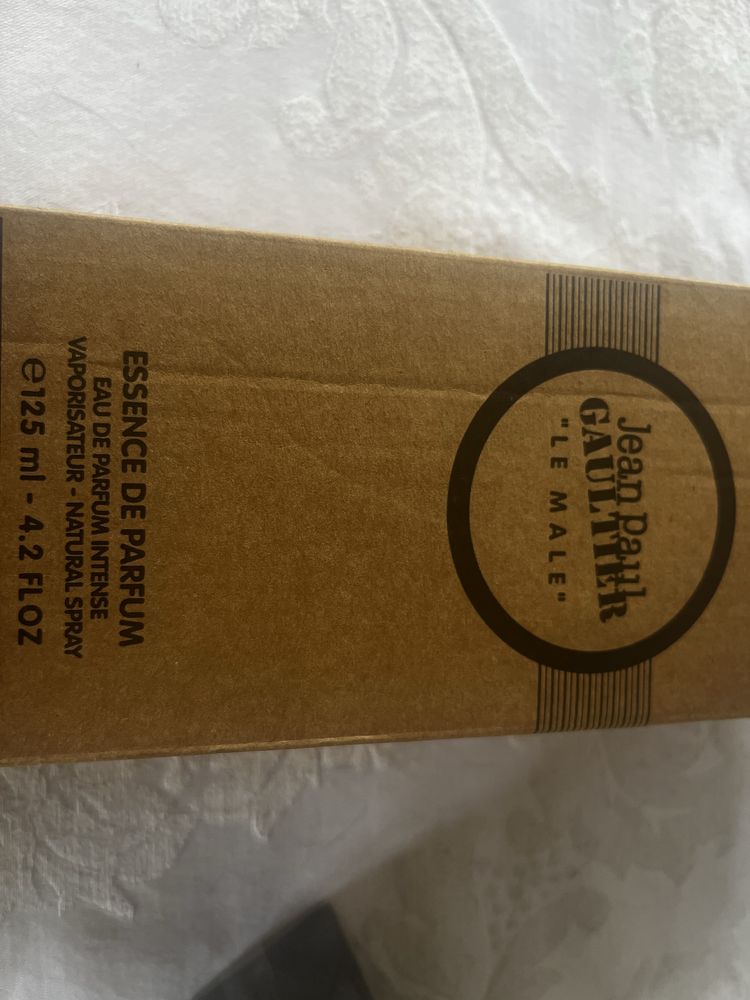 Jean Paul
GAULTIER
"LE MALE"
ESSENCE DE PARFUM
EAU DE PARFUM INTENSE
VAPORISATEUR - NATURAL SPRAY
℮125 ml - 4.2 FL OZ